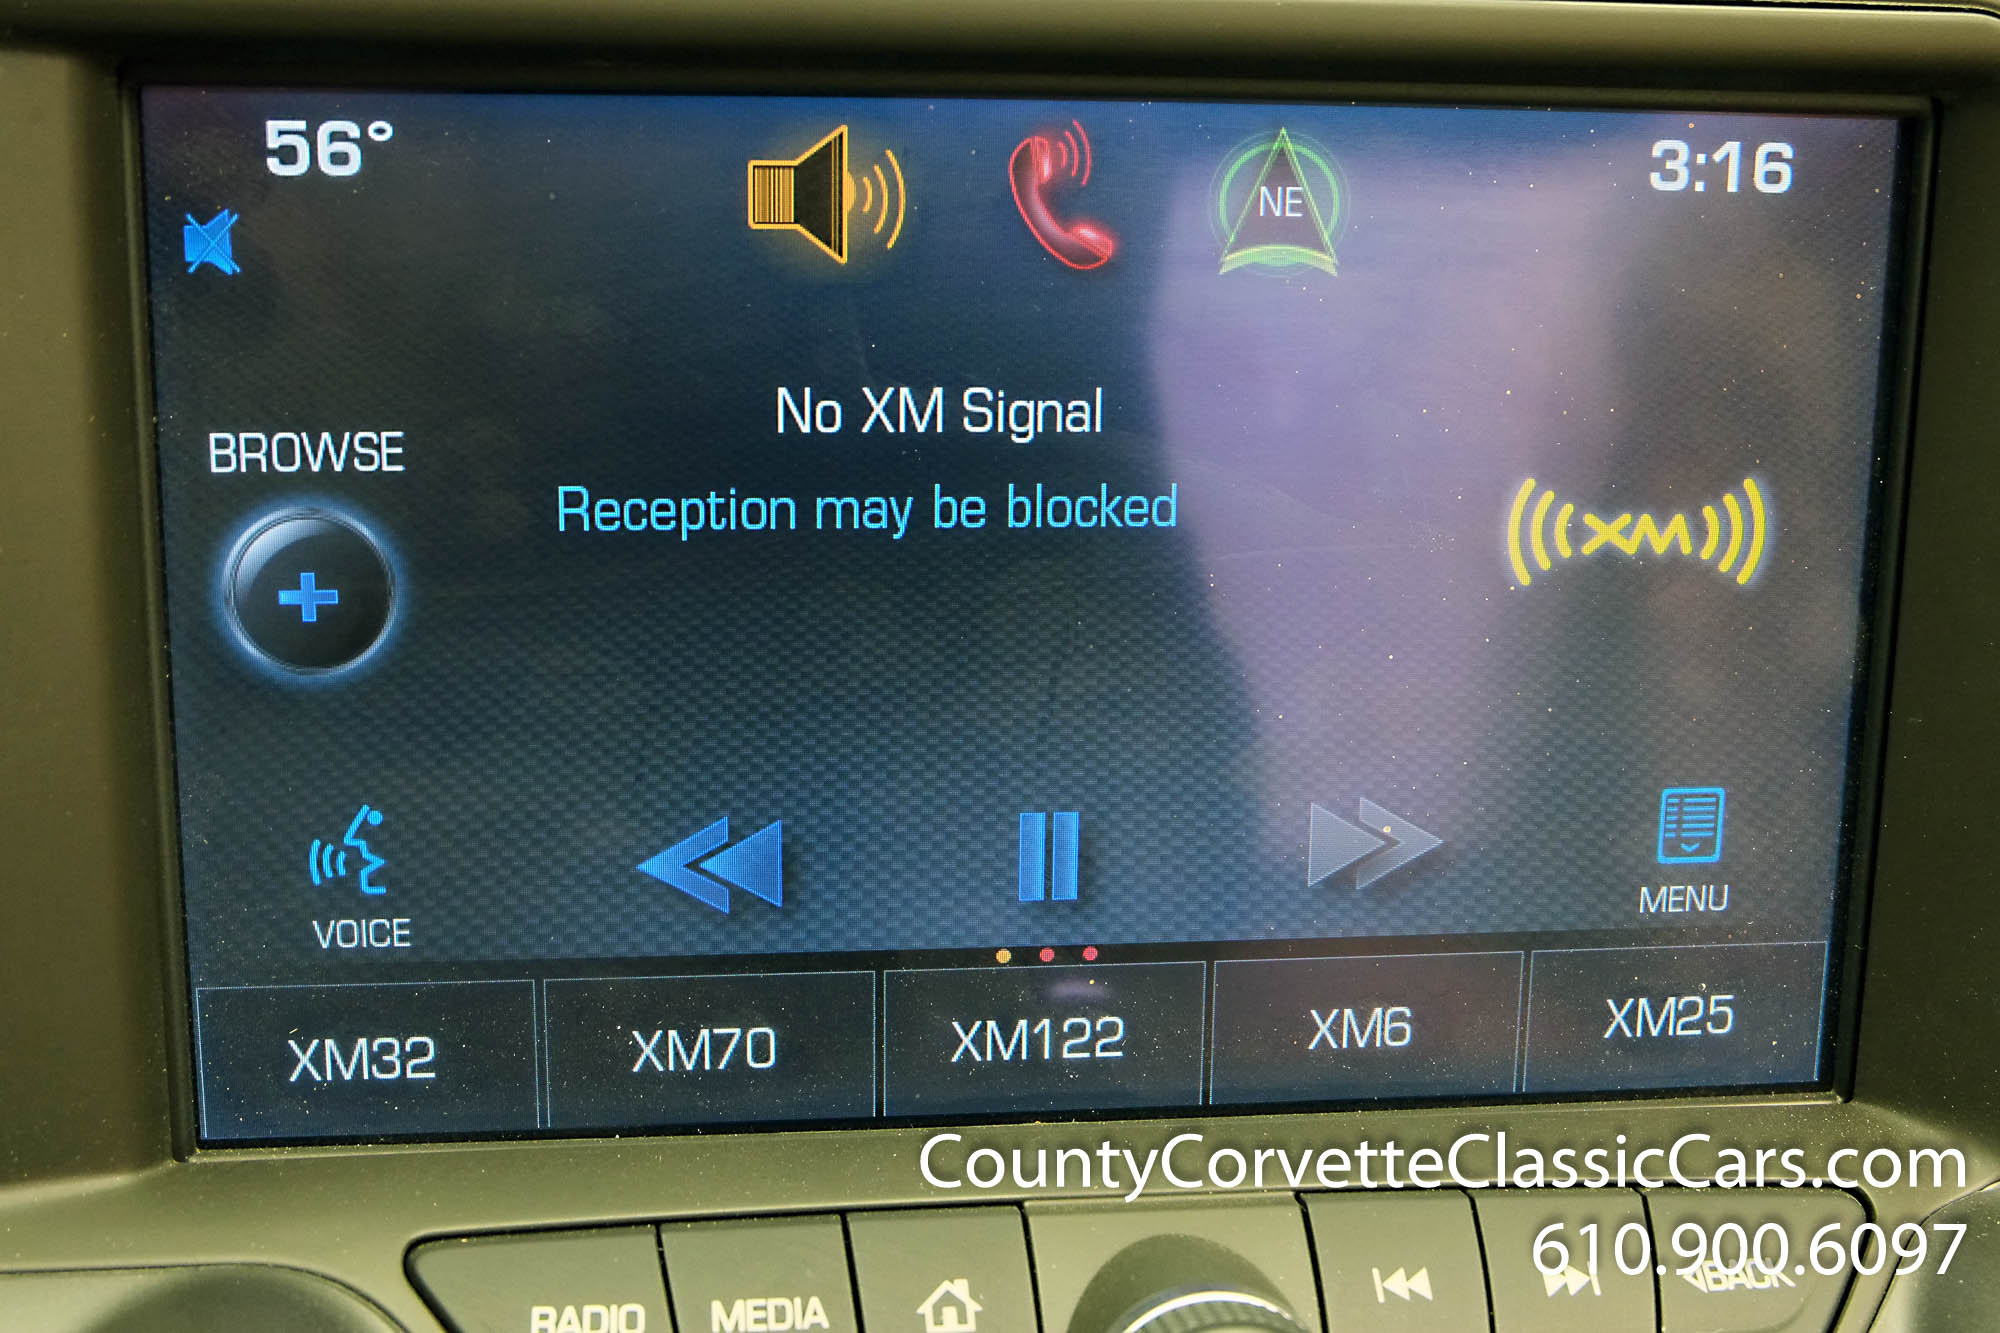 56°
NE
3:16
No XM Signal
BROWSE
Reception may be blocked
XM
VOICE
MENU
XM32
XM70
XM122
XM6
XM25
CountyCorvetteClassicCars.com
610.900.6097
RADIO
MEDIA
BACK